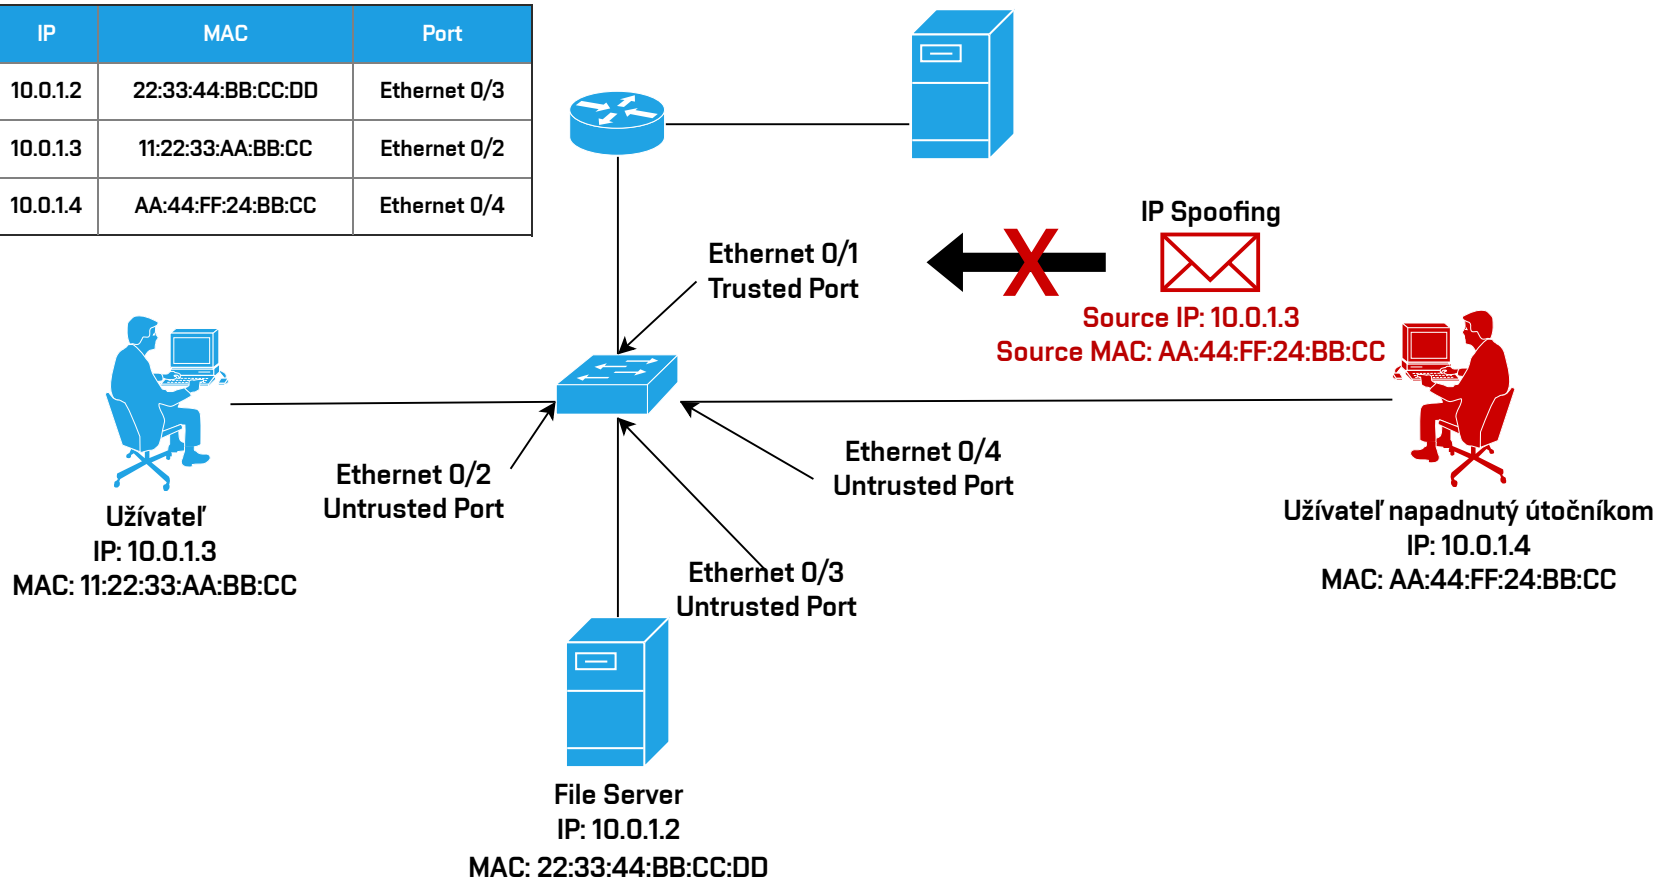 IP MAC Port
10.0.1.2 22:33:44:BB:CC:DD Ethernet 0/3
10.0.1.3 11:22:33:AA:BB:CC Ethernet 0/2
10.0.1.4 AA:44:FF:24:BB:CC Ethernet 0/4
IP Spoofing
Source IP: 10.0.1.3
Source MAC: AA:44:FF:24:BB:CC
Ethernet 0/1
Trusted Port
Ethernet 0/2
Untrusted Port
Ethernet 0/4
Untrusted Port
Užívateľ
IP: 10.0.1.3
MAC: 11:22:33:AA:BB:CC
Užívateľ napadnutý útočníkom
IP: 10.0.1.4
MAC: AA:44:FF:24:BB:CC
Ethernet 0/3
Untrusted Port
File Server
IP: 10.0.1.2
MAC: 22:33:44:BB:CC:DD